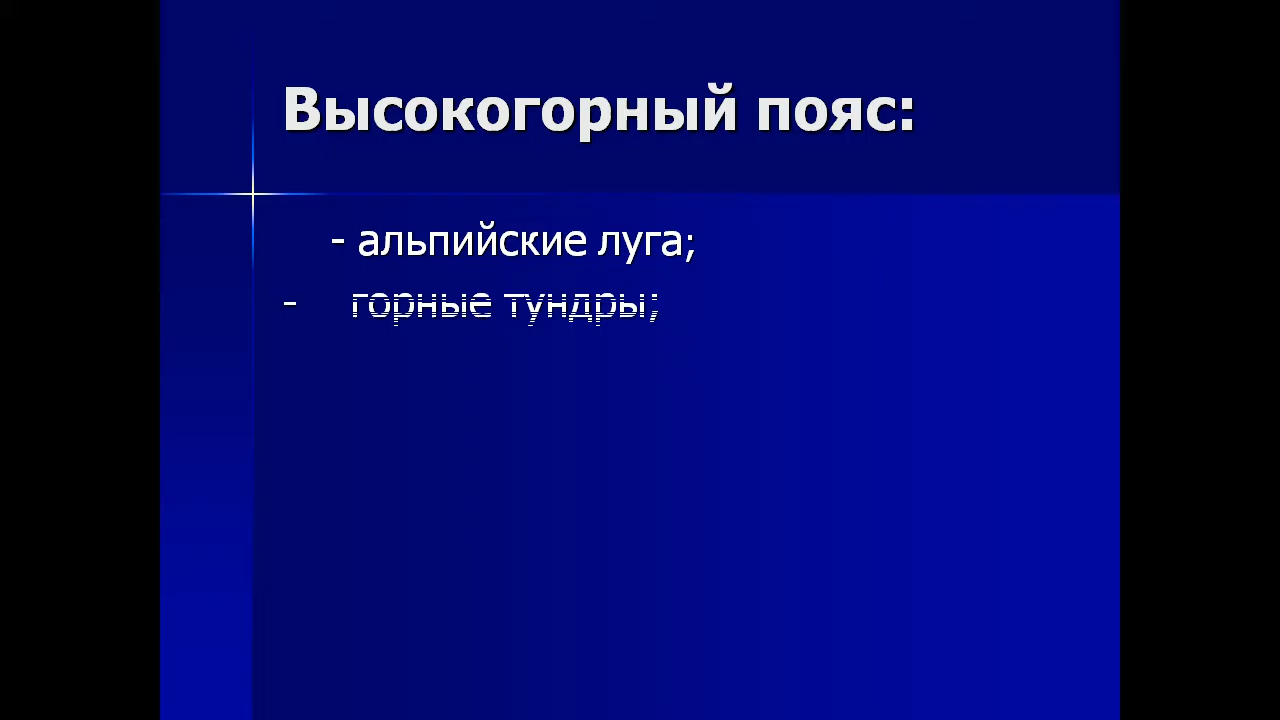 Высокогорный пояс:
- альпийские луга;
- горные тундры;